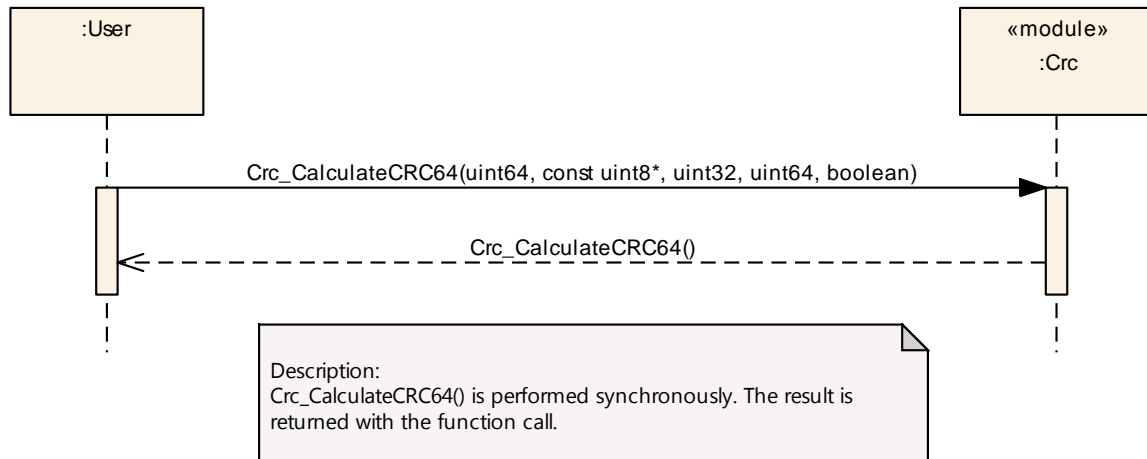 :User
«module»
:Crc
Crc_CalculateCRC64(uint64, const uint8*, uint32, uint64, boolean)
Crc_CalculateCRC64()
Description:
Crc_CalculateCRC64() is performed synchronously. The result is
returned with the function call.